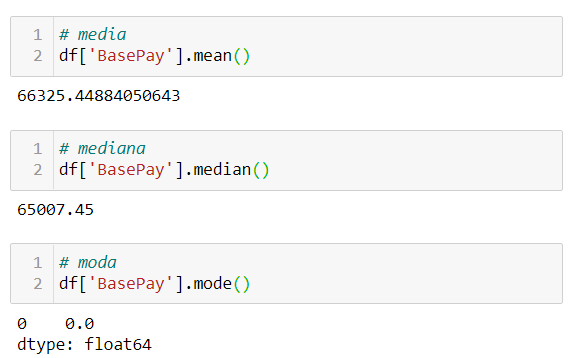 1 # media
2 df['BasePay'].mean()
66325.44884050643
1 # mediana
2 df['BasePay'].median()
65007.45
1 # moda
2 df['BasePay'].mode()
0    0.0
dtype: float64